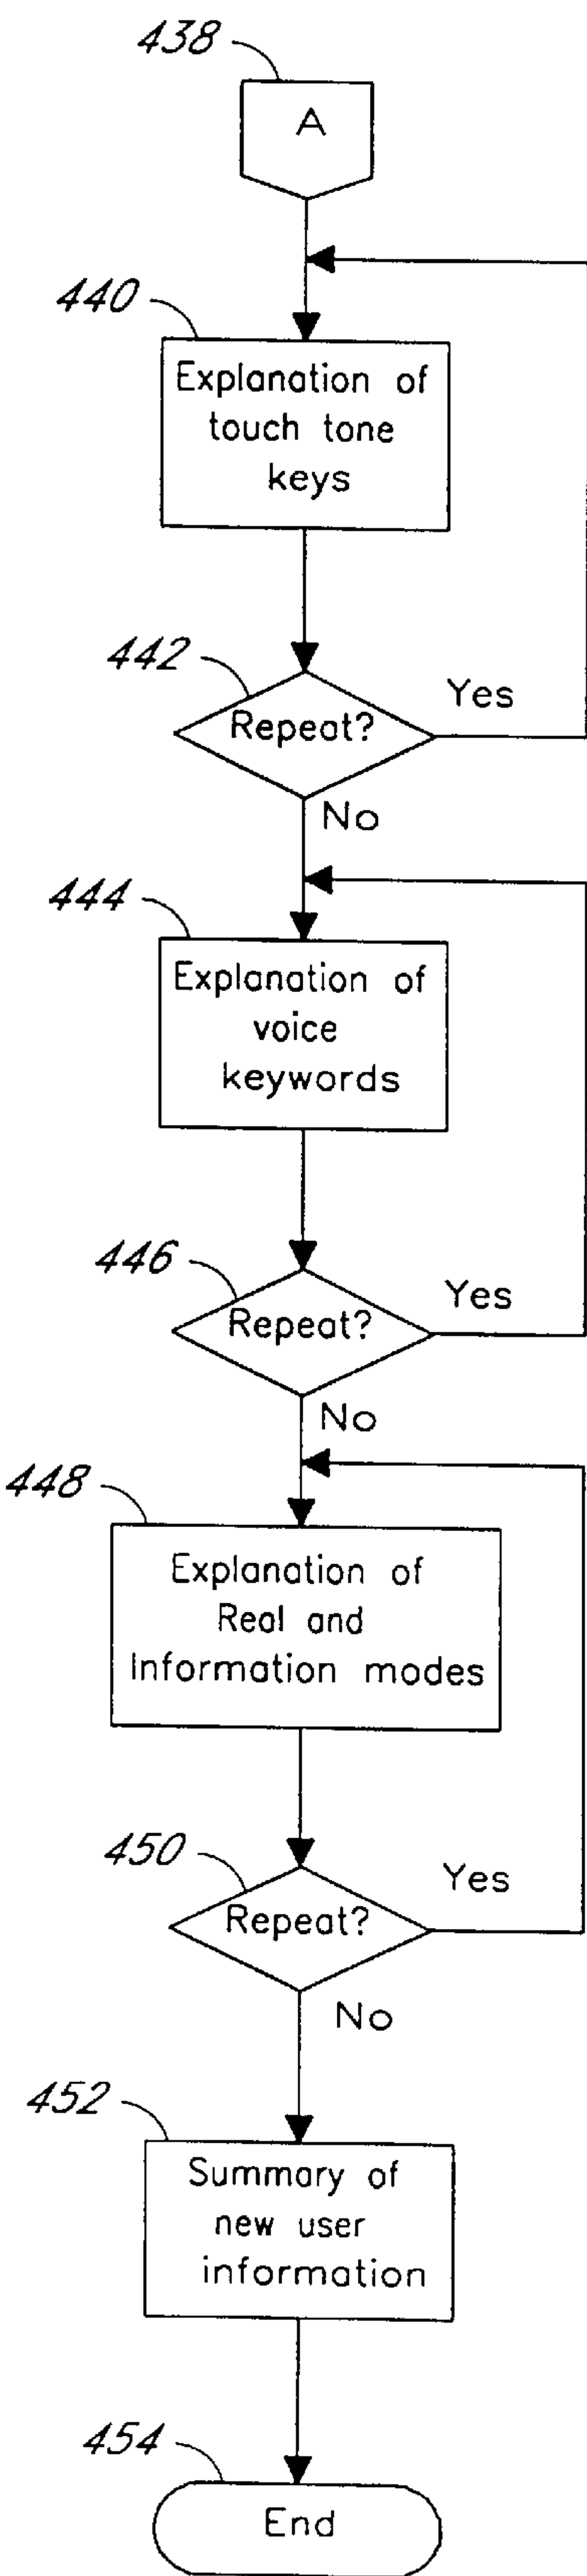 438
A
440
Explanation of
touch tone
keys
442
Repeat?
Yes
No
444
Explanation of
voice
keywords
446
Repeat?
Yes
No
448
Explanation of
Real and
Information modes
450
Repeat?
Yes
No
452
Summary of
new user
information
454
End